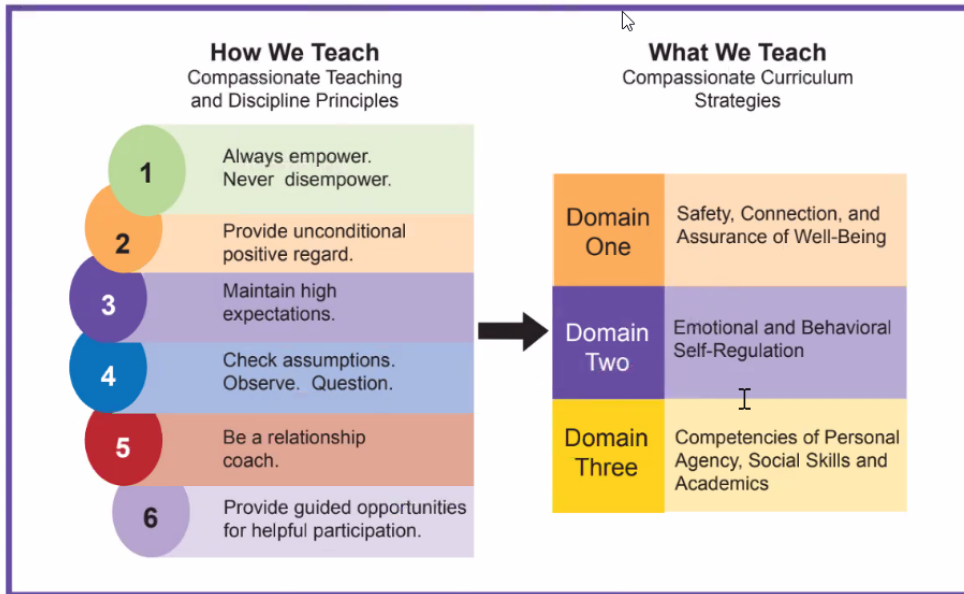 How We Teach
Compassionate Teaching
and Discipline Principles
1
Always empower.
Never disempower.
2
Provide unconditional
positive regard.
3
Maintain high
expectations.
4
Check assumptions.
Observe. Question.
5
Be a relationship
coach.
6
Provide guided opportunities
for helpful participation.
What We Teach
Compassionate Curriculum
Strategies
Domain
One
Safety, Connection, and
Assurance of Well-Being
Domain
Two
Emotional and Behavioral
Self-Regulation
Domain
Three
Competencies of Personal
Agency, Social Skills and
Academics